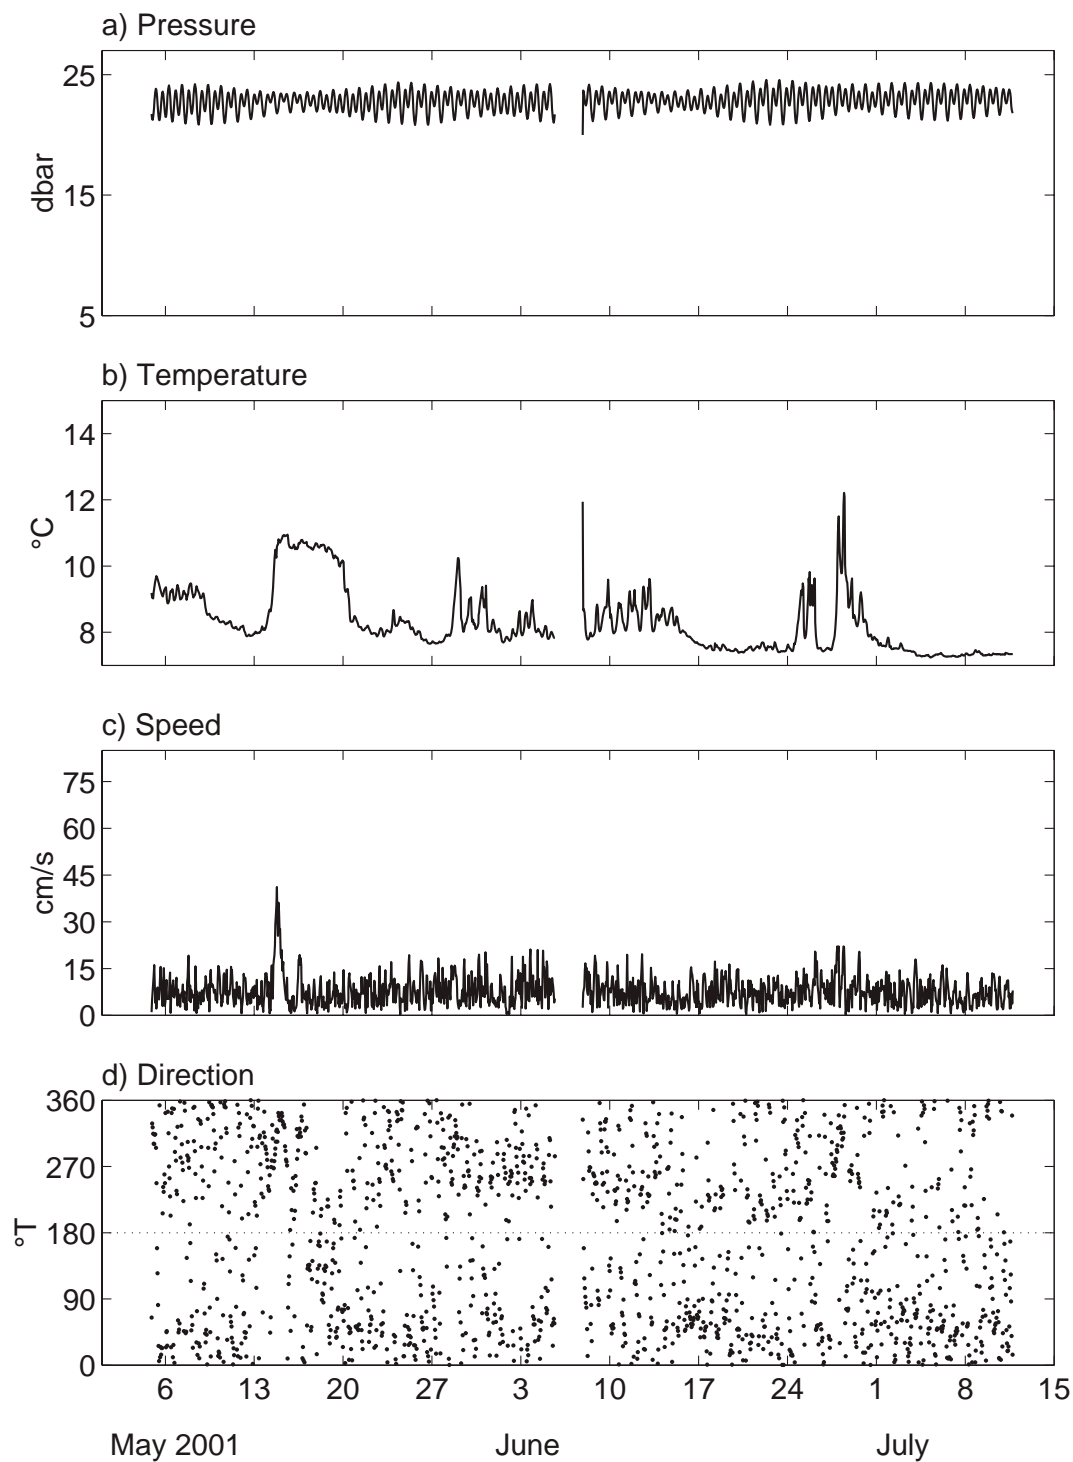 a) Pressure
25
15
5
dbar
b) Temperature
14
12
10
8
°C
c) Speed
75
60
45
30
15
0
cm/s
d) Direction
360
270
180
90
0
°T
6 13 20 27 3 10 17 24 1 8 15
May 2001 June July